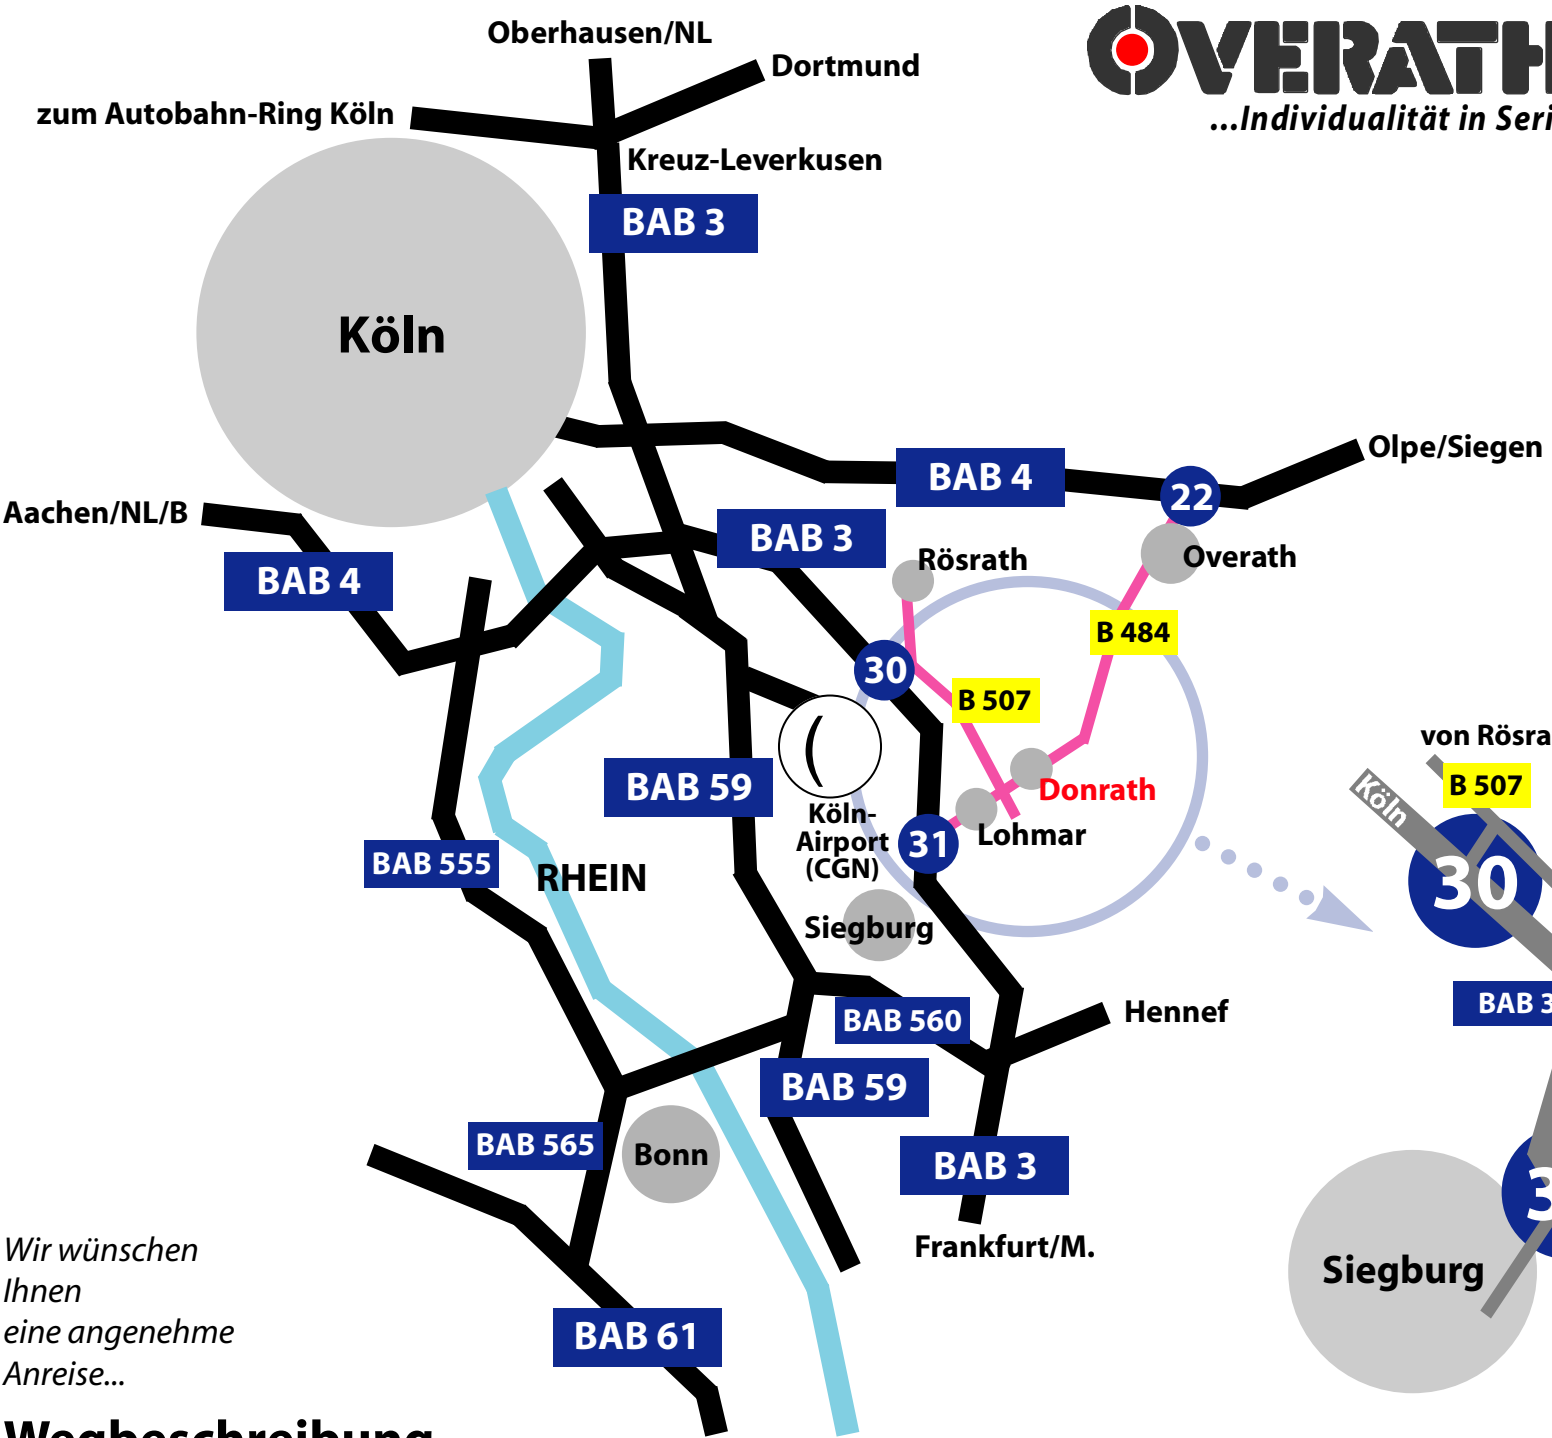 Oberhausen/NL
Dortmund
zum Autobahn-Ring Köln
Kreuz-Leverkusen
OVERATH
...Individualität in Seri
BAB 3
Köln
Olpe/Siegen
BAB 4
22
Aachen/NL/B
BAB 4
BAB 3
Rösrath
Overath
B 484
30
B 507
von Rösra
B 507
Köln
BAB 59
Donrath
Köln-
Airport
(CGN)
31
Lohmar
BAB 555
RHEIN
30
Siegburg
BAB 3
BAB 560
Hennef
BAB 59
BAB 565
Bonn
BAB 3
3
Frankfurt/M.
Siegburg
Wir wünschen
Ihnen
eine angenehme
Anreise...
BAB 61
Wegbeschreibung